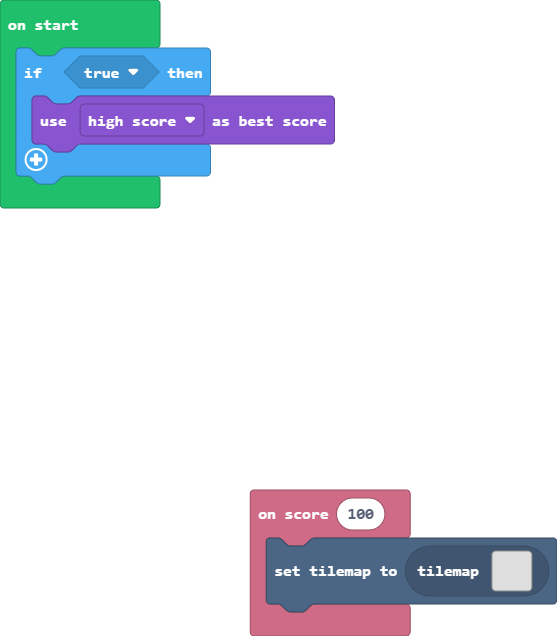 on start
if true then
use high score as best score
on score 100
set tilemap to tilemap